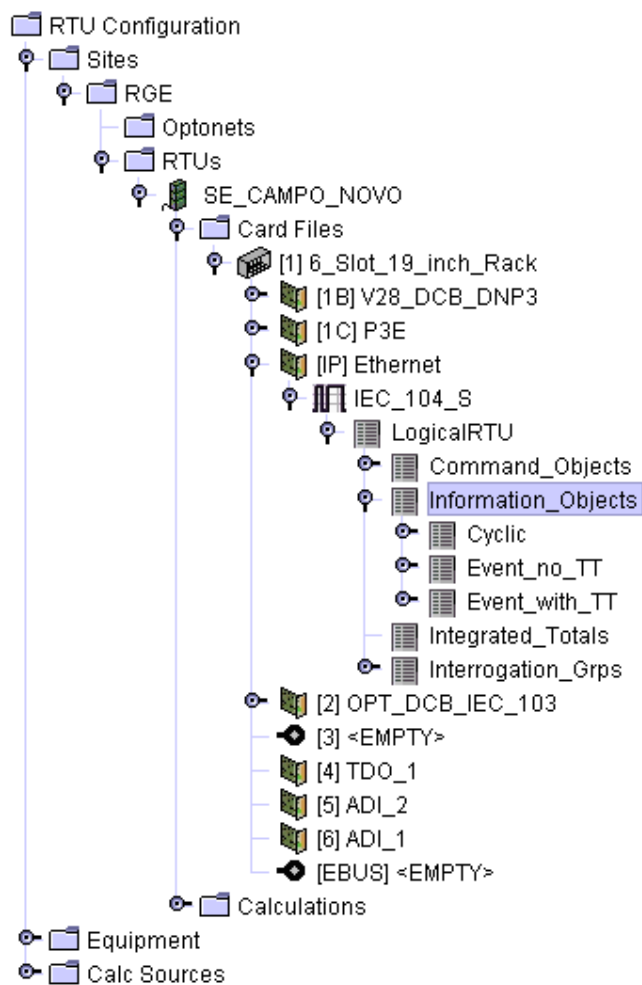 RTU Configuration
Sites
RGE
Optonets
RTUs
SE_CAMPO_NOVO
Card Files
[1] 6_Slot_19_inch_Rack
[1B] V28_DCB_DNP3
[1C] P3E
[IP] Ethernet
IEC_104_S
LogicalRTU
Command_Objects
Information_Objects
Cyclic
Event_no_TT
Event_with_TT
Integrated_Totals
Interrogation_Grps
[2] OPT_DCB_IEC_103
[3] <EMPTY>
[4] TDO_1
[5] ADI_2
[6] ADI_1
[EBUS] <EMPTY>
Calculations
Equipment
Calc Sources